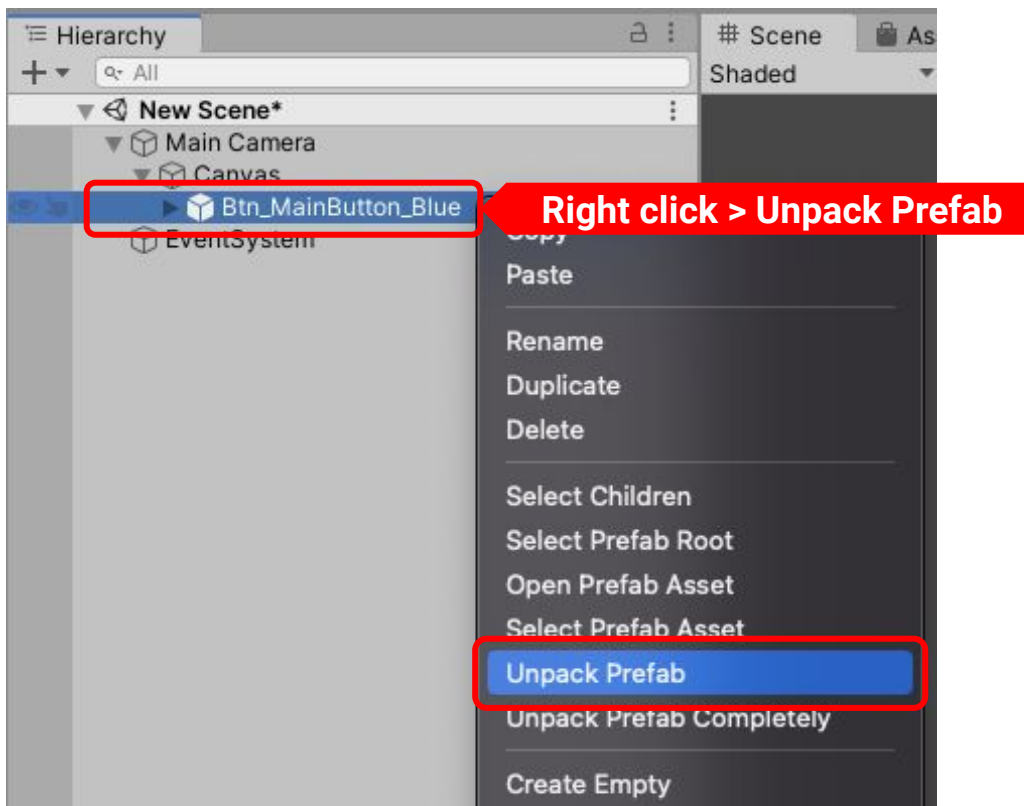 Hierarchy
Scene
As
All
Shaded
New Scene*
Main Camera
Canvas
Btn_MainButton_Blue
Right click > Unpack Prefab
EventSystem
Copy
Paste
Rename
Duplicate
Delete
Select Children
Select Prefab Root
Open Prefab Asset
Select Prefab Asset
Unpack Prefab
Unpack Prefab Completely
Create Empty